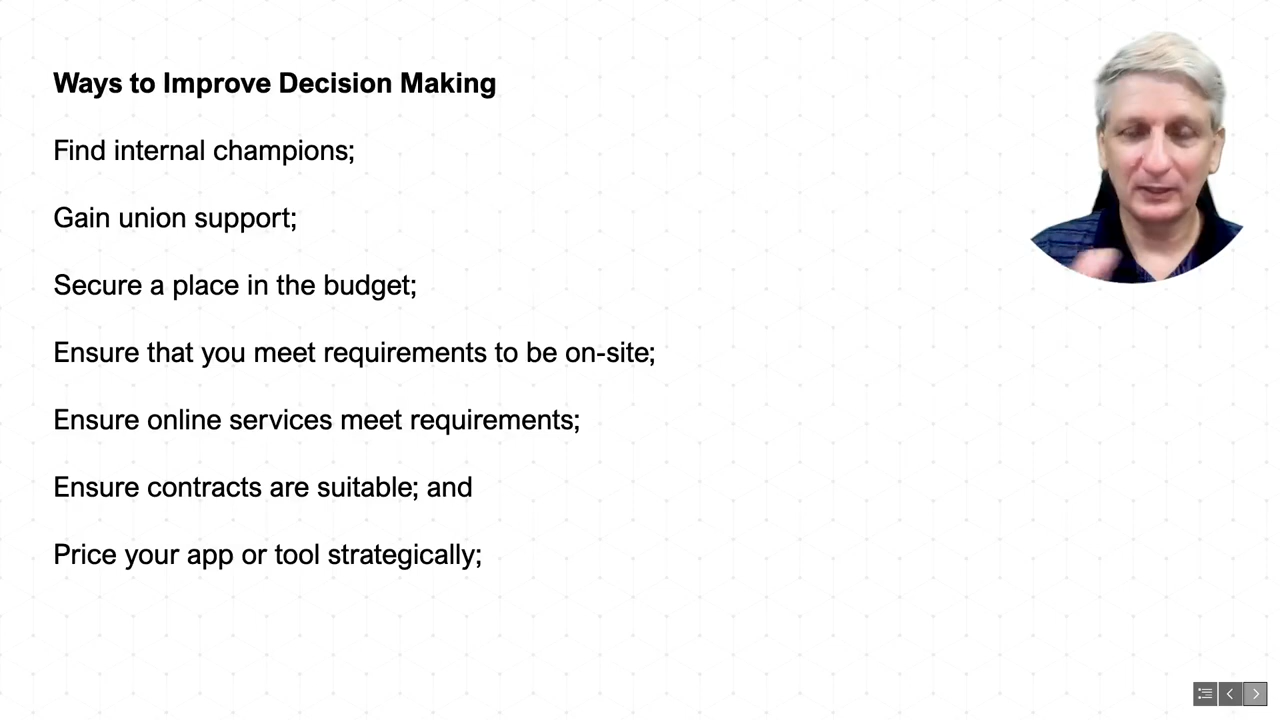 Ways to Improve Decision Making
Find internal champions;
Gain union support;
Secure a place in the budget;
Ensure that you meet requirements to be on-site;
Ensure online services meet requirements;
Ensure contracts are suitable; and
Price your app or tool strategically;